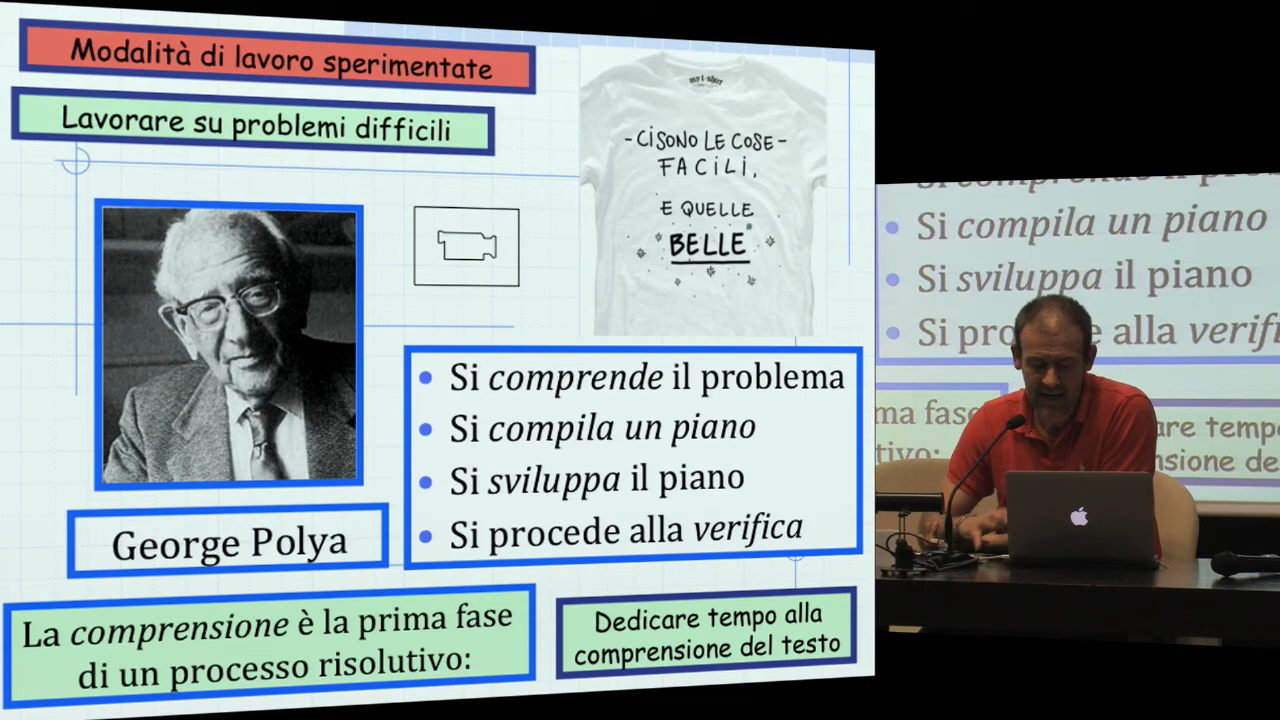 Modalità di lavoro sperimentate
Lavorare su problemi difficili
mr t-shirt
-CI SONO LE COSE-
FACILI,
E QUELLE
BELLE
• Si comprende il problema
• Si compila un piano
• Si sviluppa il piano
• Si procede alla verifica
George Polya
La comprensione è la prima fase
di un processo risolutivo:
Dedicare tempo alla
comprensione del testo
• Si compila un piano
• Si sviluppa il piano
alla verifi
ma fase
are tempo
tivo:
nsione de